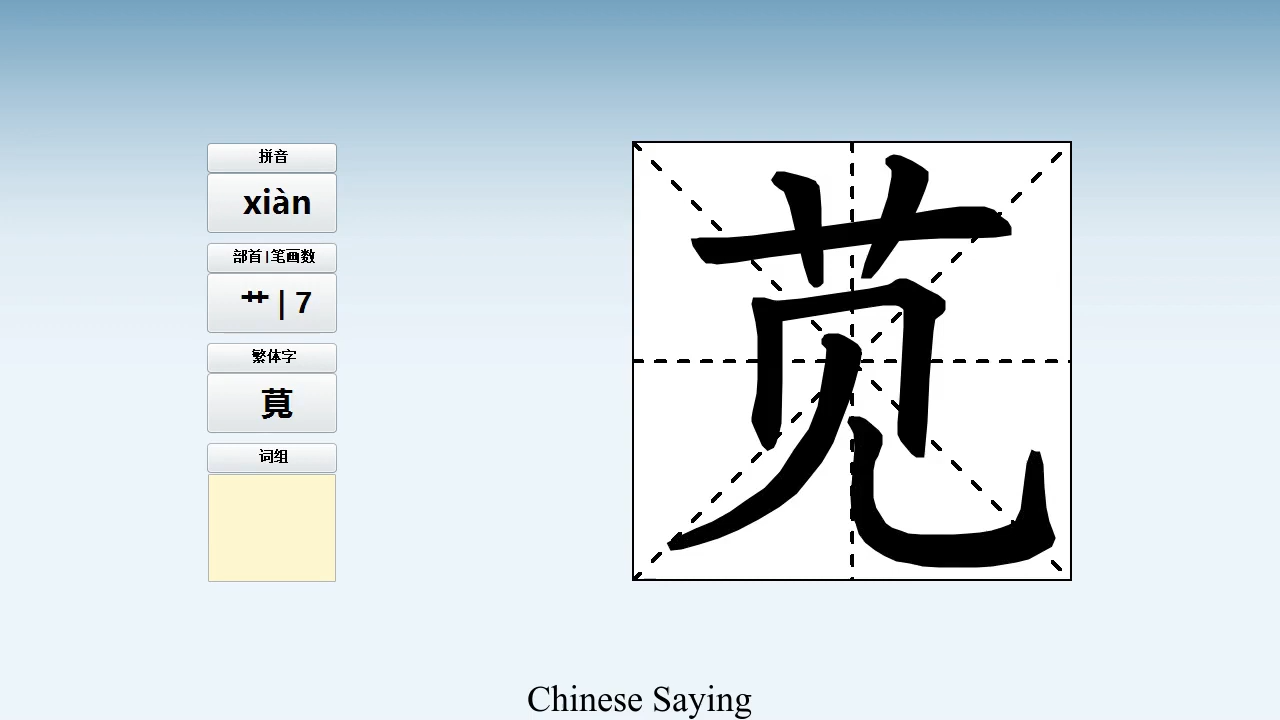 拼音
xiàn
部首|笔画数
艹 | 7
繁体字
莧
词组
苋
Chinese Saying